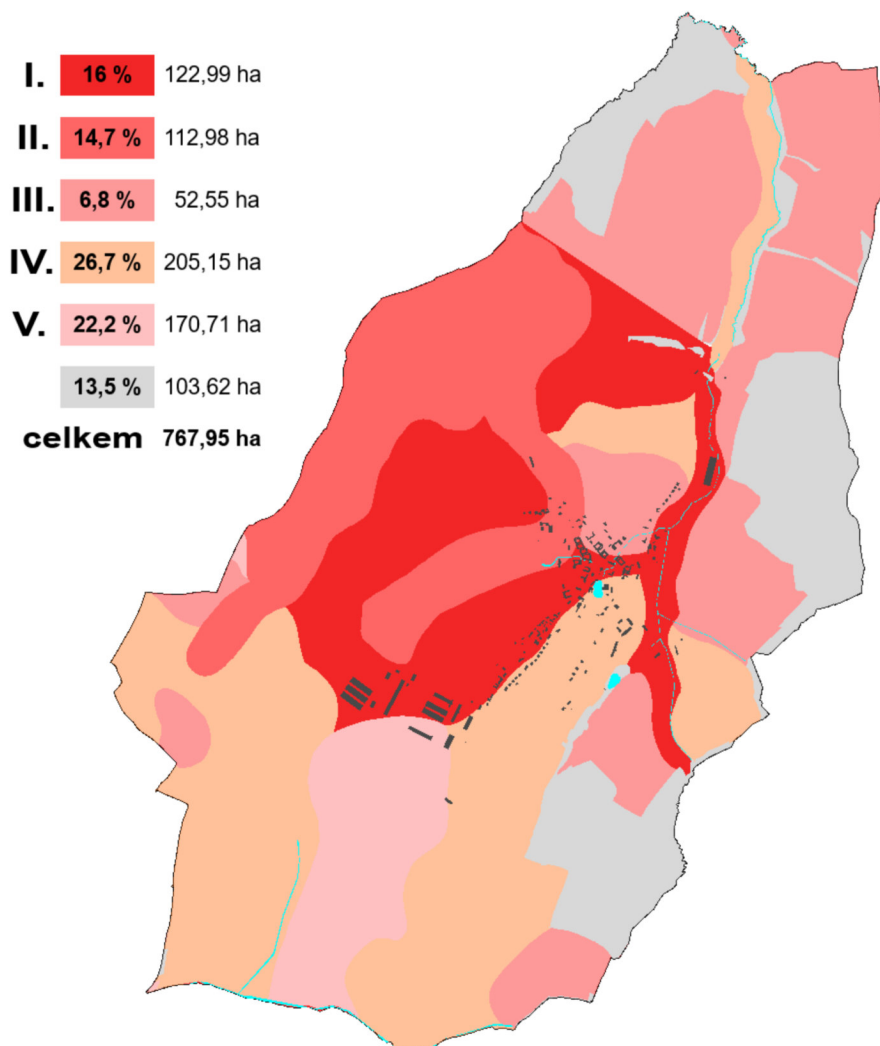 I. 16 % 122,99 ha
II. 14,7 % 112,98 ha
III. 6,8 % 52,55 ha
IV. 26,7 % 205,15 ha
V. 22,2 % 170,71 ha
13,5 % 103,62 ha
celkem 767,95 ha